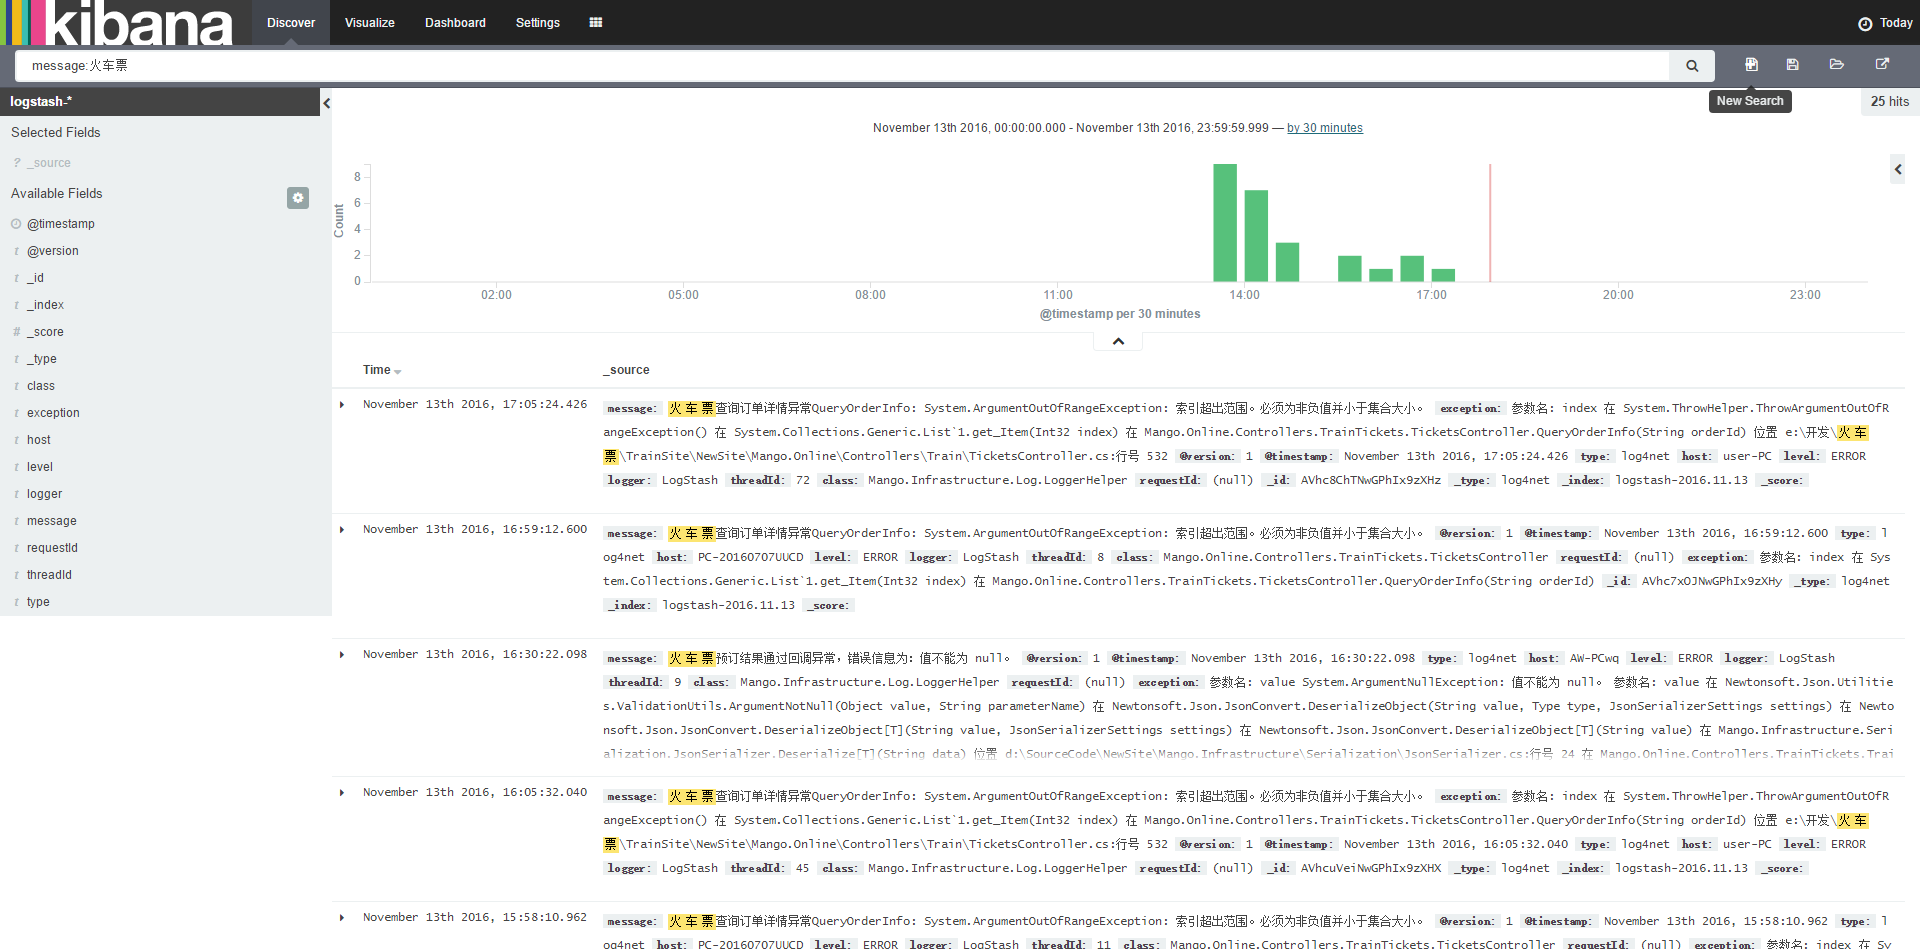 kibana
Discover
Visualize
Dashboard
Settings
Today
message:火车票
logstash-*
New Search
25 hits
Selected Fields
? _source
Available Fields
@timestamp
t @version
t _id
t _index
# _score
t _type
t class
t exception
t host
t level
t logger
t message
t requestId
t threadId
t type
November 13th 2016, 00:00:00.000 - November 13th 2016, 23:59:59.999 — by 30 minutes
Count
8
6
4
2
0
02:00
05:00
08:00
11:00
14:00
17:00
20:00
23:00
@timestamp per 30 minutes
Time
_source
November 13th 2016, 17:05:24.426
message: 火车票查询订单详情异常QueryOrderInfo: System.ArgumentOutOfRangeException: 索引超出范围。必须为非负值并小于集合大小。 exception: 参数名: index 在 System.ThrowHelper.ThrowArgumentOutOfR
angeException() 在 System.Collections.Generic.List`1.get_Item(Int32 index) 在 Mango.Online.Controllers.TrainTickets.TicketsController.QueryOrderInfo(String orderId) 位置 e:\开发\火车
票\TrainSite\NewSite\Mango.Online\Controllers\Train\TicketsController.cs:行号 532 @version: 1 @timestamp: November 13th 2016, 17:05:24.426 type: log4net host: user-PC level: ERROR
logger: LogStash threadId: 72 class: Mango.Infrastructure.Log.LoggerHelper requestId: (null) _id: AVhc8ChTNwGPhIx9zXHz _type: log4net _index: logstash-2016.11.13 _score:
November 13th 2016, 16:59:12.600
message: 火车票查询订单详情异常QueryOrderInfo: System.ArgumentOutOfRangeException: 索引超出范围。必须为非负值并小于集合大小。 @version: 1 @timestamp: November 13th 2016, 16:59:12.600 type: l
og4net host: PC-20160707UUCD level: ERROR logger: LogStash threadId: 8 class: Mango.Online.Controllers.TrainTickets.TicketsController requestId: (null) exception: 参数名: index 在 Sys
tem.Collections.Generic.List`1.get_Item(Int32 index) 在 Mango.Online.Controllers.TrainTickets.TicketsController.QueryOrderInfo(String orderId) _id: AVhc7xOJNwGPhIx9zXHy _type: log4net
_index: logstash-2016.11.13 _score:
November 13th 2016, 16:30:22.098
message: 火车票预订结果通过回调异常, 错误信息为: 值不能为 null。 @version: 1 @timestamp: November 13th 2016, 16:30:22.098 type: log4net host: AW-PCwq level: ERROR logger: LogStash
threadId: 9 class: Mango.Infrastructure.Log.LoggerHelper requestId: (null) exception: 参数名: value System.ArgumentNullException: 值不能为 null。 参数名: value 在 Newtonsoft.Json.Utilitie
s.ValidationUtils.ArgumentNotNull(Object value, String parameterName) 在 Newtonsoft.Json.JsonConvert.DeserializeObject(String value, Type type, JsonSerializerSettings settings) 在 Newto
nsoft.Json.JsonConvert.DeserializeObject[T](String value, JsonSerializerSettings settings) 在 Newtonsoft.Json.JsonConvert.DeserializeObject[T](String value) 在 Mango.Infrastructure.Seri
alization.JsonSerializer.Deserialize[T](String data) 位置 d:\SourceCode\NewSite\Mango.Infrastructure\Serialization\JsonSerializer.cs:行号 24 在 Mango.Online.Controllers.TrainTickets.Trai
November 13th 2016, 16:05:32.040
message: 火车票查询订单详情异常QueryOrderInfo: System.ArgumentOutOfRangeException: 索引超出范围。必须为非负值并小于集合大小。 exception: 参数名: index 在 System.ThrowHelper.ThrowArgumentOutOfR
angeException() 在 System.Collections.Generic.List`1.get_Item(Int32 index) 在 Mango.Online.Controllers.TrainTickets.TicketsController.QueryOrderInfo(String orderId) 位置 e:\开发\火车
票\TrainSite\NewSite\Mango.Online\Controllers\Train\TicketsController.cs:行号 532 @version: 1 @timestamp: November 13th 2016, 16:05:32.040 type: log4net host: user-PC level: ERROR
logger: LogStash threadId: 45 class: Mango.Infrastructure.Log.LoggerHelper requestId: (null) _id: AVhcuVeiNwGPhIx9zXHX _type: log4net _index: logstash-2016.11.13 _score:
November 13th 2016, 15:58:10.962
message: 火车票查询订单详情异常QueryOrderInfo: System.ArgumentOutOfRangeException: 索引超出范围。必须为非负值并小于集合大小。 @version: 1 @timestamp: November 13th 2016, 15:58:10.962 type: l
og4net host: PC-20160707UUCD level: ERROR logger: LogStash threadId: 11 class: Mango.Online.Controllers.TrainTickets.TicketsController requestId: (null) exception: 参数名: index 在 Sy